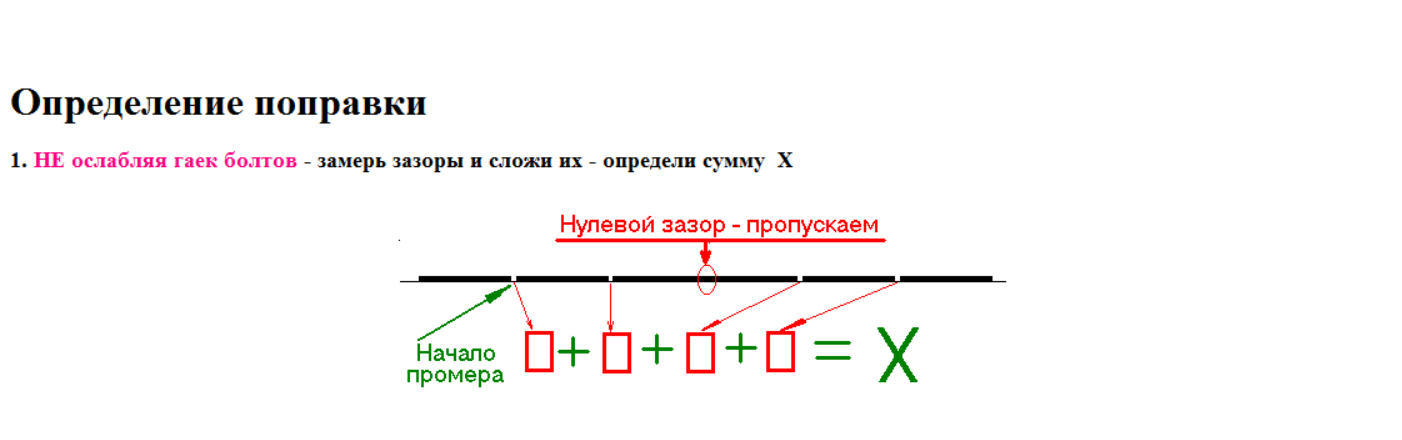 Определение поправки
1. НЕ ослабляя гаек болтов - замерь зазоры и сложи их - определи сумму X
Нулевой зазор - пропускаем
Начало
промера
+ + + = X